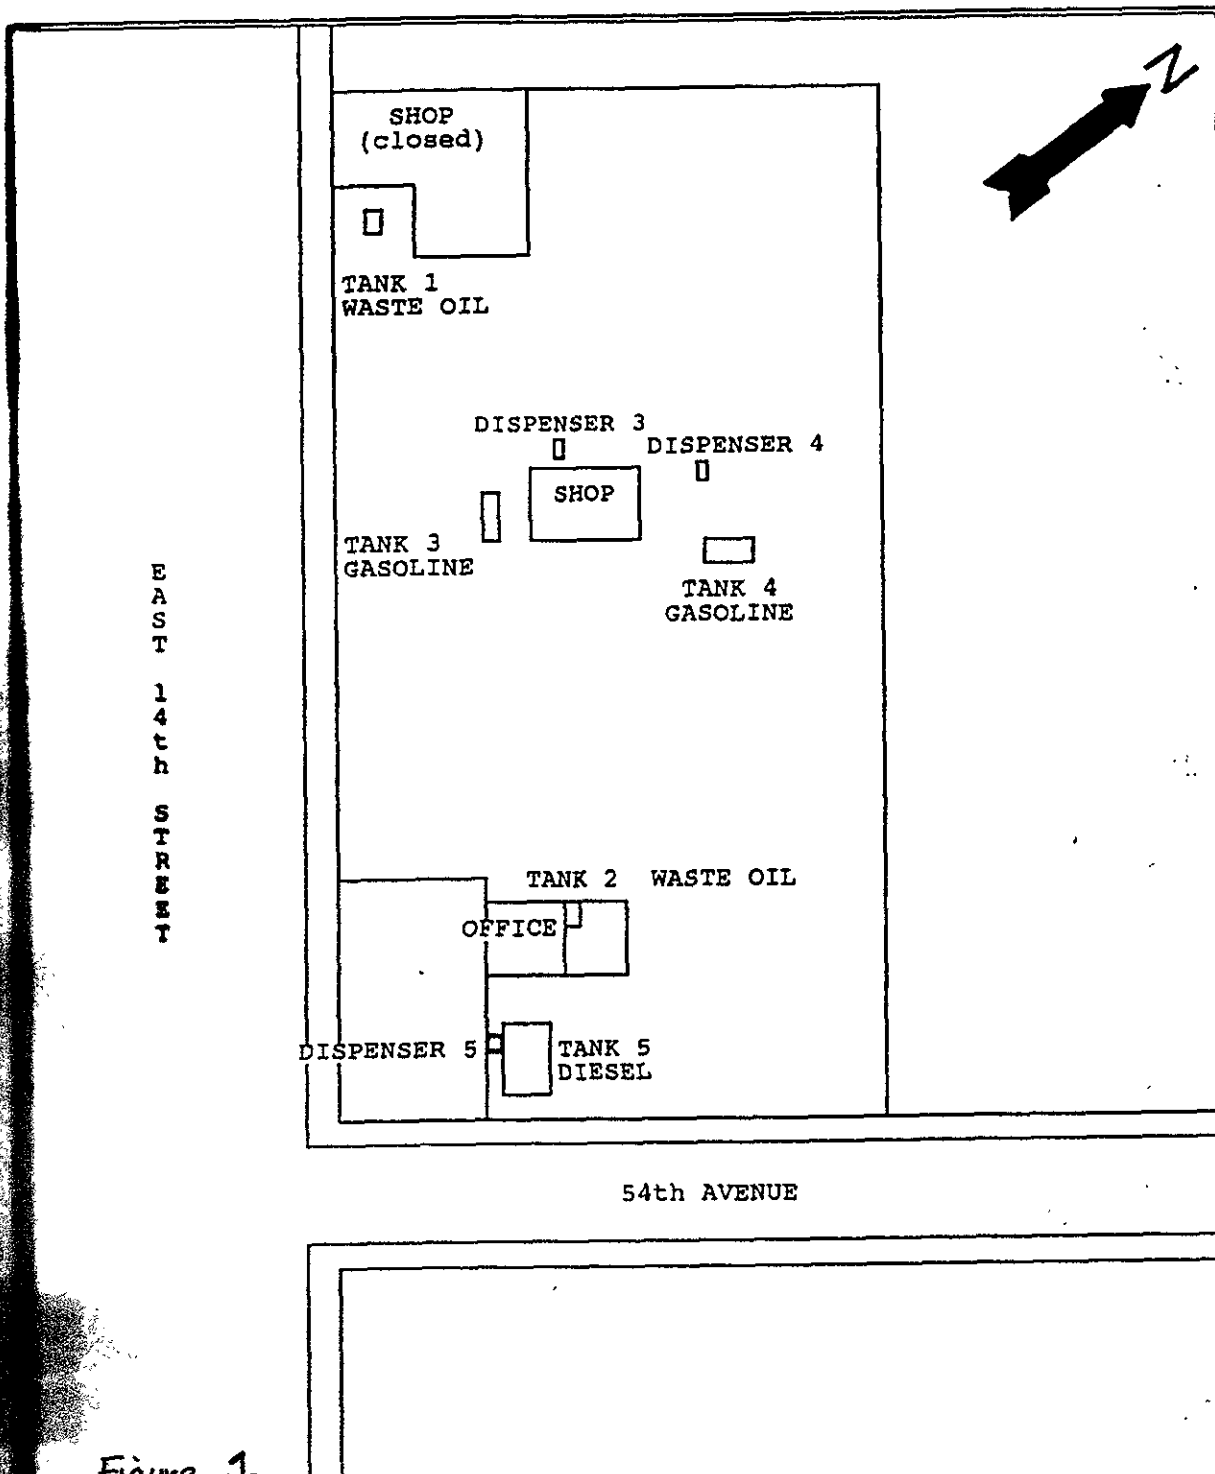 N
SHOP
(closed)
TANK 1
WASTE OIL
DISPENSER 3
DISPENSER 4
SHOP
TANK 3
GASOLINE
TANK 4
GASOLINE
EAST 14th STREET
TANK 2 WASTE OIL
OFFICE
DISPENSER 5
TANK 5
DIESEL
54th AVENUE
Figure 1